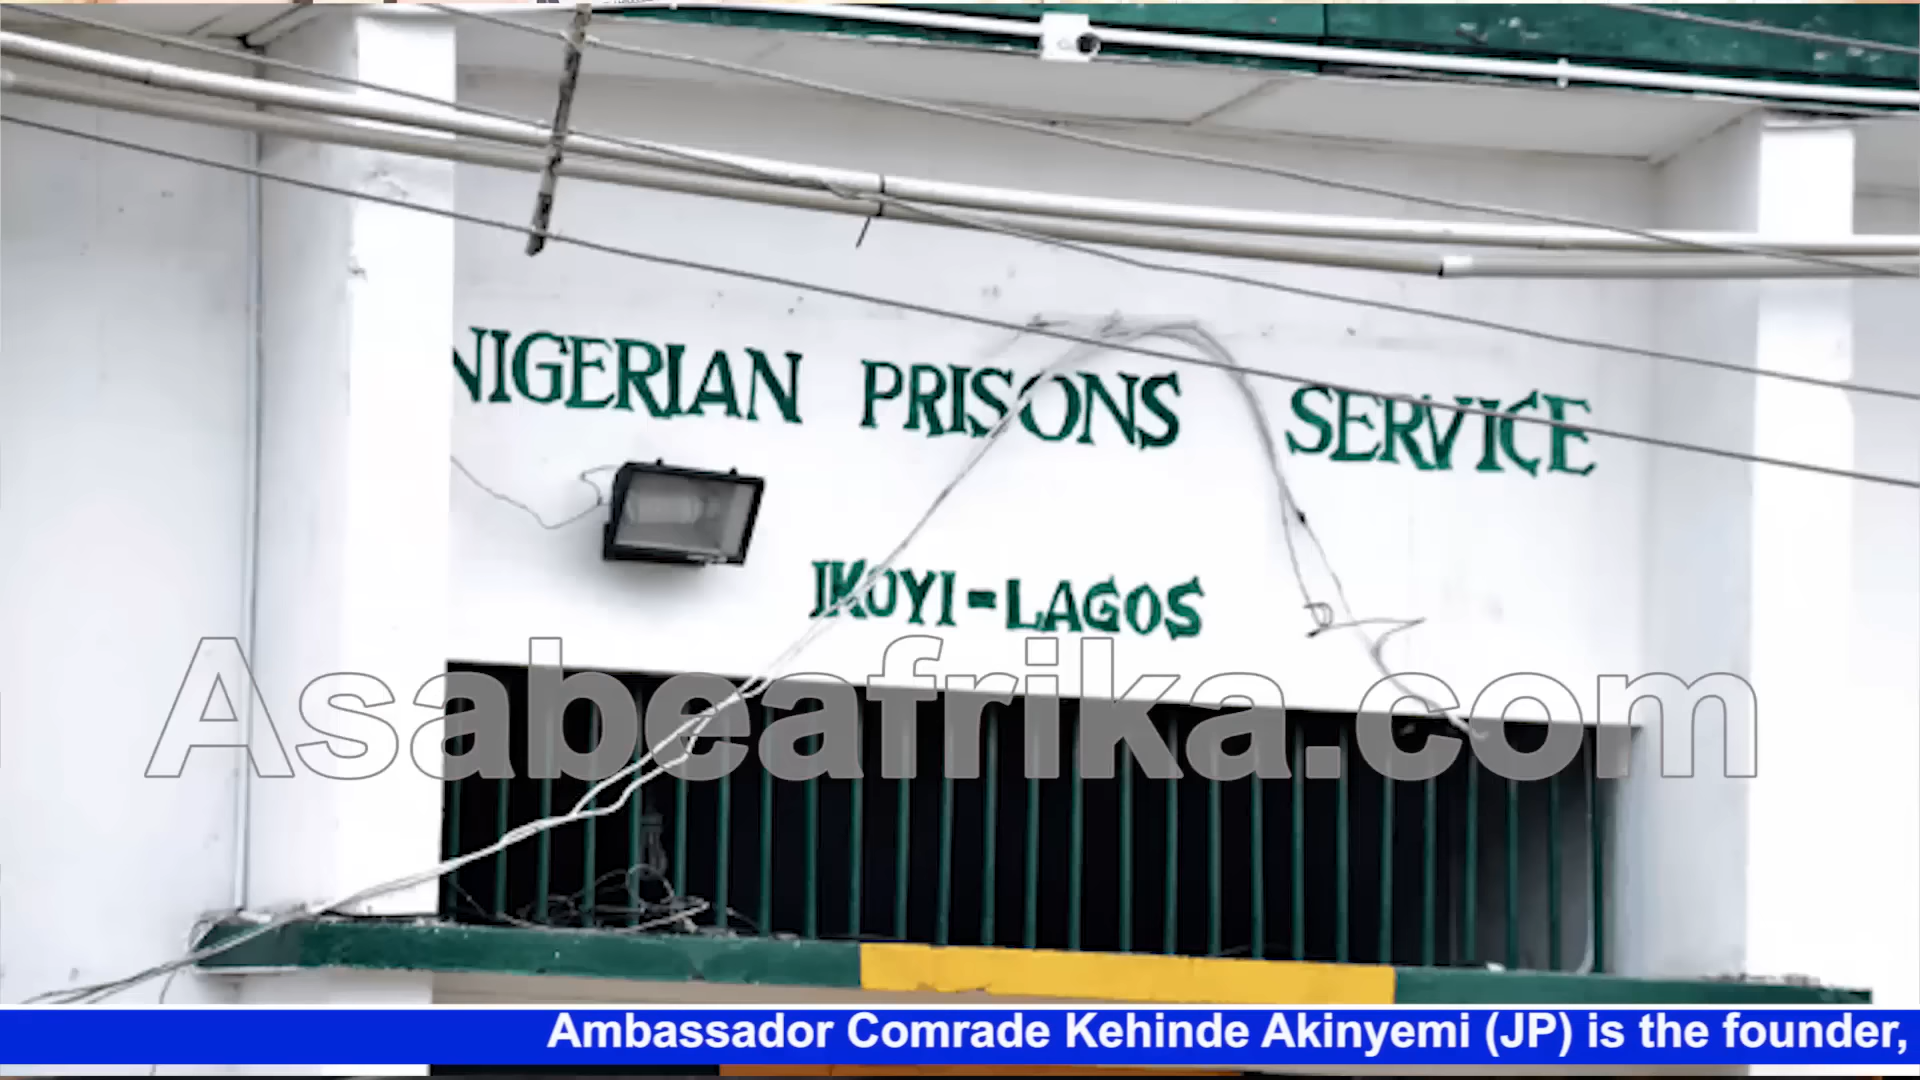 NIGERIAN PRISONS SERVICE
IKOYI=LAGOS
Asabeafrika.com
Ambassador Comrade Kehinde Akinyemi (JP) is the founder,